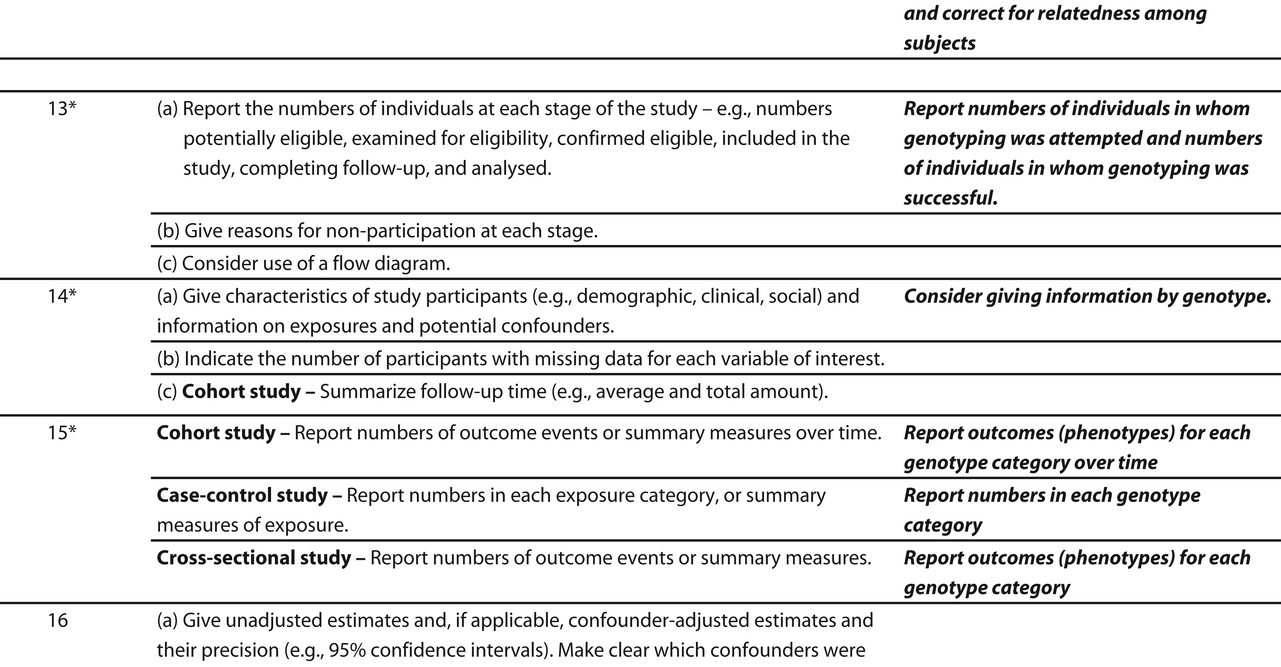 and correct for relatedness among
subjects
13*
(a) Report the numbers of individuals at each stage of the study – e.g., numbers
potentially eligible, examined for eligibility, confirmed eligible, included in the
study, completing follow-up, and analysed.
Report numbers of individuals in whom
genotyping was attempted and numbers
of individuals in whom genotyping was
successful.
(b) Give reasons for non-participation at each stage.
(c) Consider use of a flow diagram.
14*
(a) Give characteristics of study participants (e.g., demographic, clinical, social) and
information on exposures and potential confounders.
Consider giving information by genotype.
(b) Indicate the number of participants with missing data for each variable of interest.
(c) Cohort study – Summarize follow-up time (e.g., average and total amount).
15*
Cohort study – Report numbers of outcome events or summary measures over time.
Report outcomes (phenotypes) for each
genotype category over time
Case-control study – Report numbers in each exposure category, or summary
measures of exposure.
Report numbers in each genotype
category
Cross-sectional study – Report numbers of outcome events or summary measures.
Report outcomes (phenotypes) for each
genotype category
16
(a) Give unadjusted estimates and, if applicable, confounder-adjusted estimates and
their precision (e.g., 95% confidence intervals). Make clear which confounders were